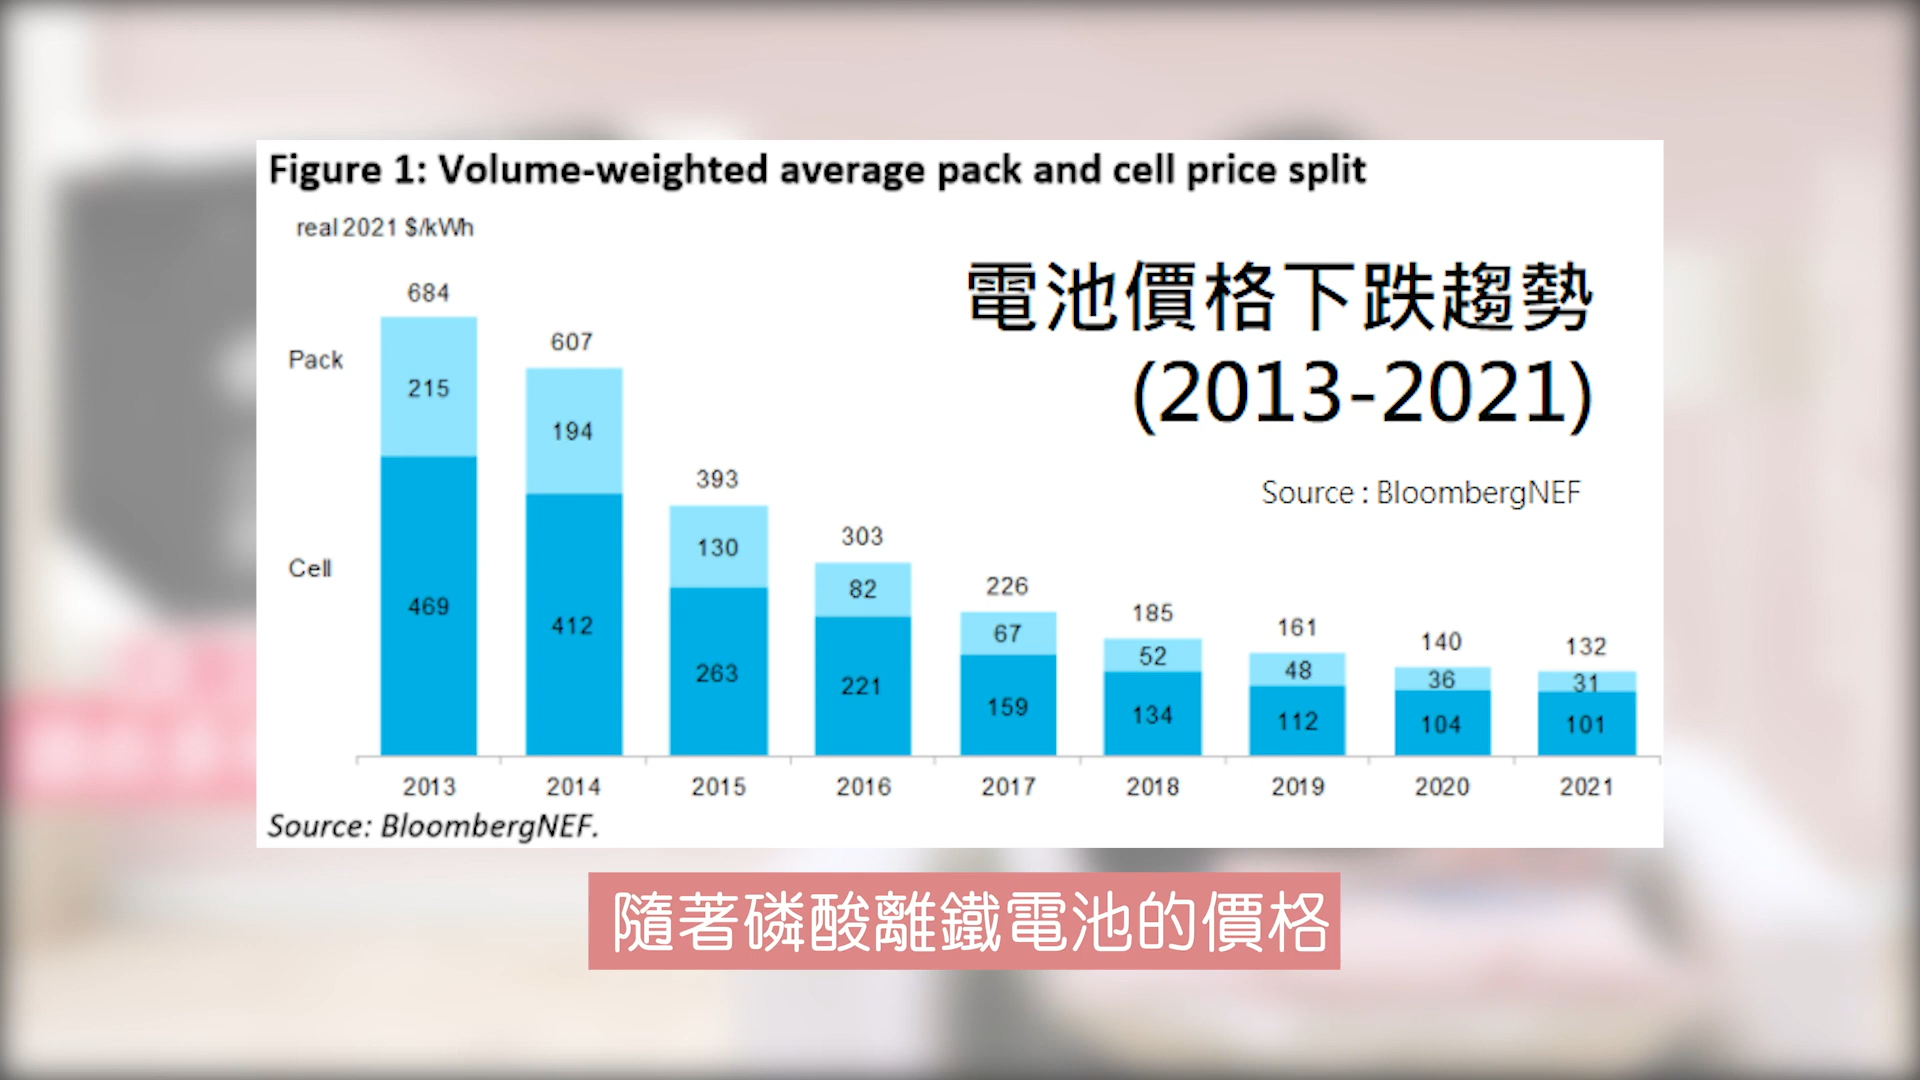 Figure 1: Volume-weighted average pack and cell price split
real 2021 $/kWh
電池價格下跌趨勢
(2013-2021)
Source : BloombergNEF
684 607 393 303 226 185 161 140 132
Pack 215 194 130 82 67 52 48 36 31
Cell 469 412 263 221 159 134 112 104 101
2013 2014 2015 2016 2017 2018 2019 2020 2021
Source: BloombergNEF.
隨著磷酸離鐵電池的價格